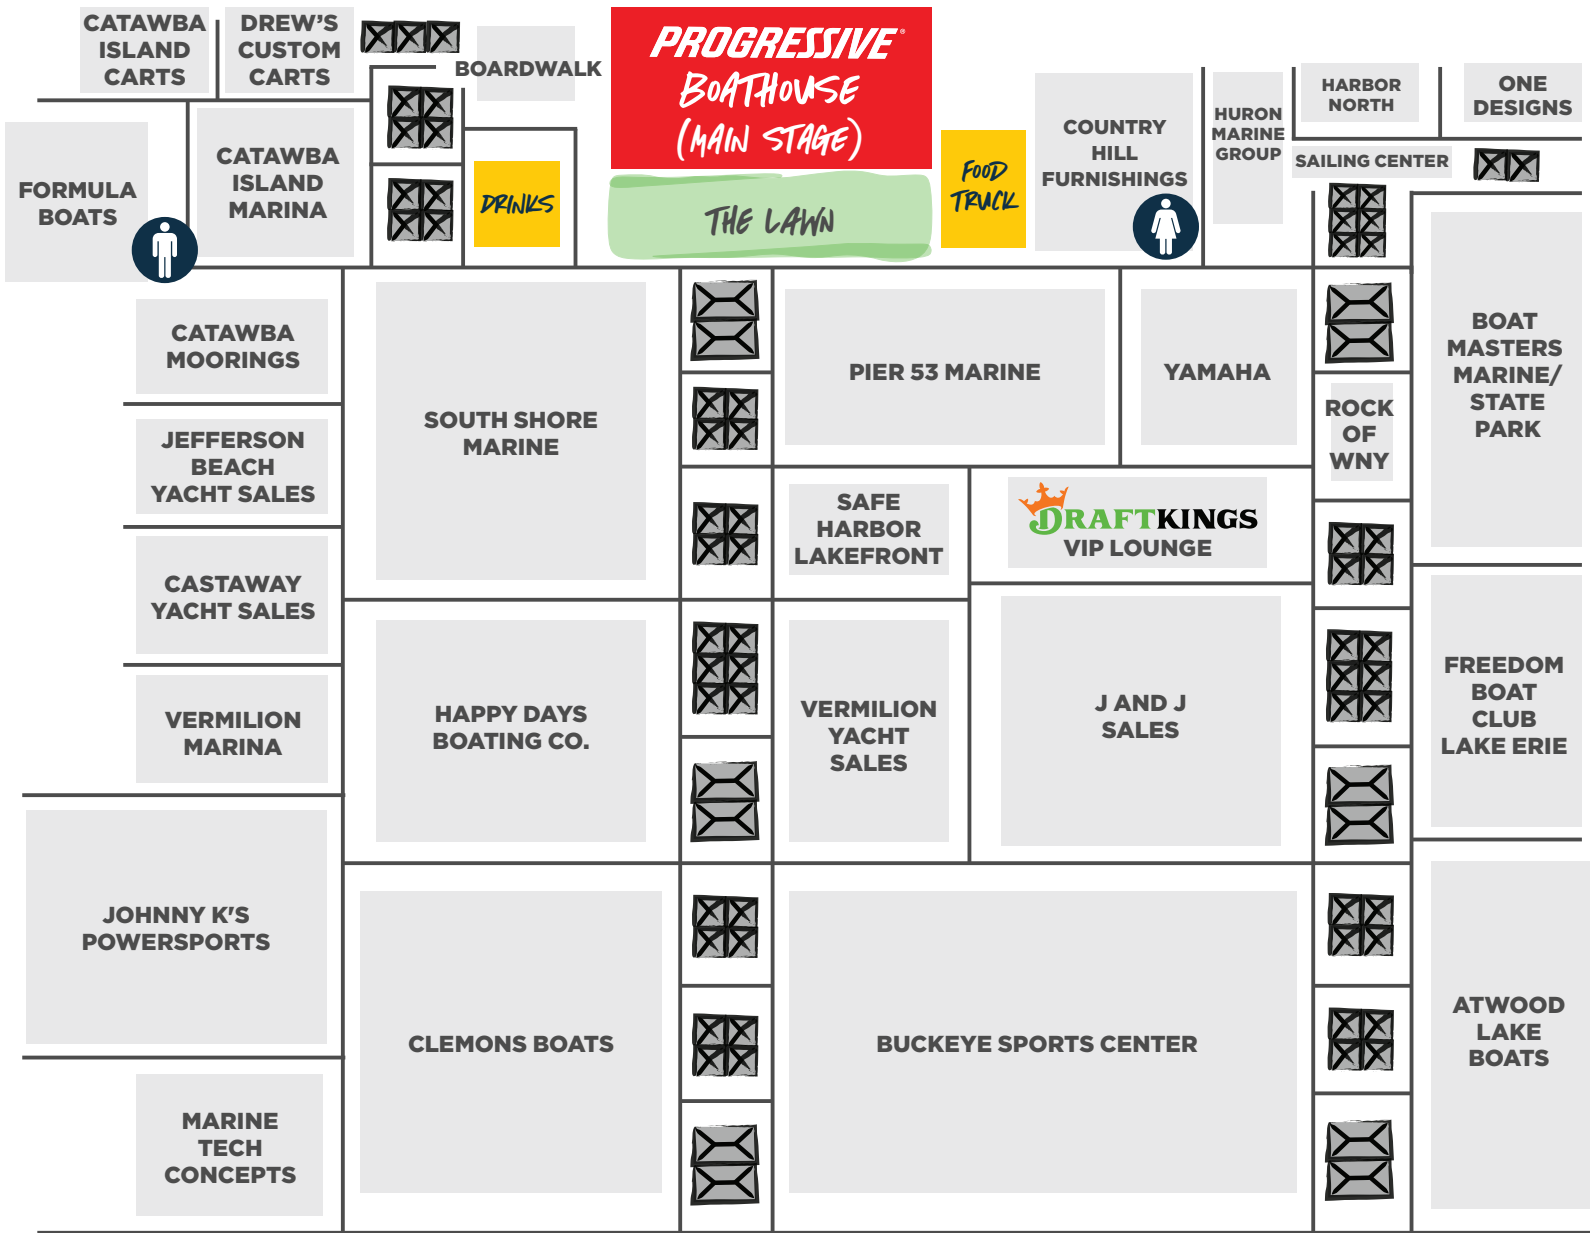 CATAWBA
ISLAND
CARTS
DREW'S
CUSTOM
CARTS
BOARDWALK
PROGRESSIVE®
BOATHOUSE
(MAIN STAGE)
HARBOR
NORTH
ONE
DESIGNS
HURON
MARINE
GROUP
SAILING CENTER
COUNTRY
HILL
FURNISHINGS
FOOD
TRUCK
THE LAWN
DRINKS
CATAWBA
ISLAND
MARINA
FORMULA
BOATS
CATAWBA
MOORINGS
SOUTH SHORE
MARINE
PIER 53 MARINE
YAMAHA
BOAT
MASTERS
MARINE/
STATE
PARK
ROCK
OF
WNY
JEFFERSON
BEACH
YACHT SALES
SAFE
HARBOR
LAKEFRONT
DRAFTKINGS
VIP LOUNGE
CASTAWAY
YACHT SALES
VERMILION
MARINA
HAPPY DAYS
BOATING CO.
VERMILION
YACHT
SALES
J AND J
SALES
FREEDOM
BOAT
CLUB
LAKE ERIE
JOHNNY K'S
POWERSPORTS
CLEMONS BOATS
BUCKEYE SPORTS CENTER
ATWOOD
LAKE
BOATS
MARINE
TECH
CONCEPTS